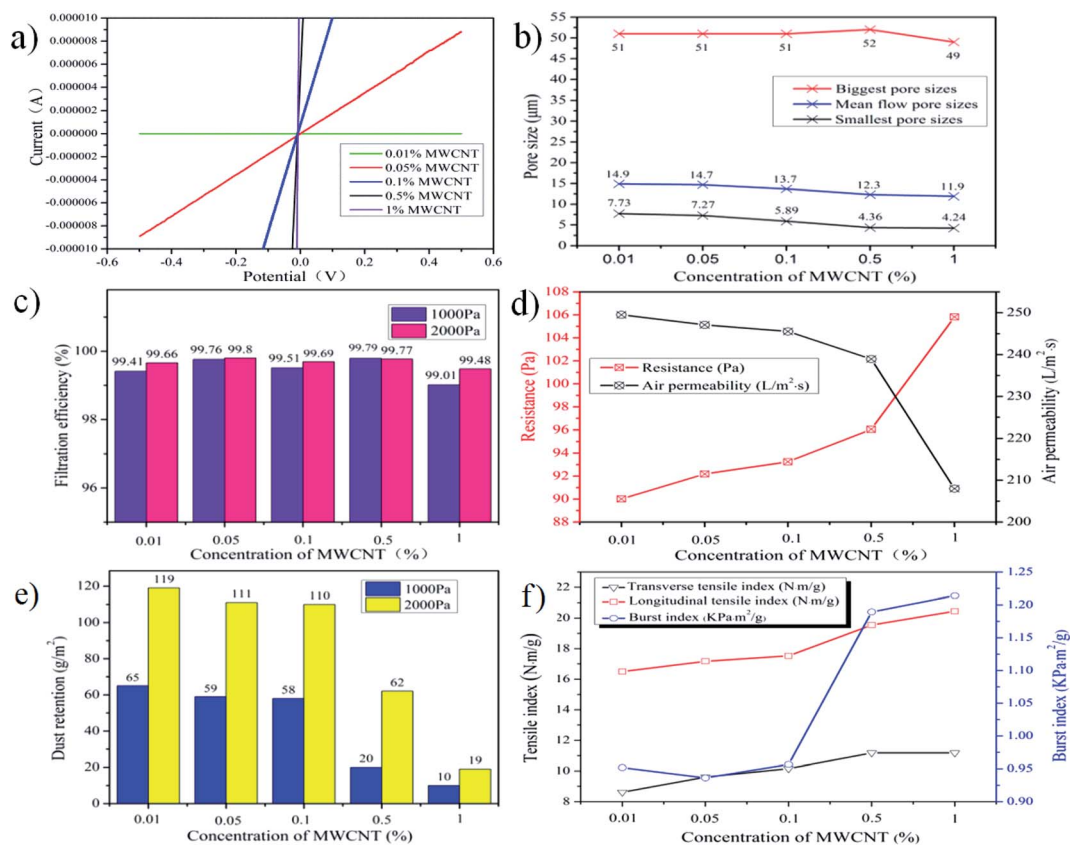 a)
0.000010
0.000008
0.000006
0.000004
0.000002
0.000000
-0.000002
-0.000004
-0.000006
-0.000008
-0.000010
Current（A）
0.01% MWCNT
0.05% MWCNT
0.1% MWCNT
0.5% MWCNT
1% MWCNT
-0.6 -0.4 -0.2 0.0 0.2 0.4 0.6
Potential（V）
b)
55
50
45
40
35
30
25
20
15
10
5
0
Pore size (μm)
51 51 51 52 49
Biggest pore sizes
Mean flow pore sizes
Smallest pore sizes
14.9 14.7 13.7 12.3 11.9
7.73 7.27 5.89 4.36 4.24
0.01 0.05 0.1 0.5 1
Concentration of MWCNT (%)
c)
100
98
96
Filtration efficiency (%)
1000Pa
2000Pa
99.41 99.66 99.76 99.8 99.51 99.69 99.79 99.77 99.01 99.48
0.01 0.05 0.1 0.5 1
Concentration of MWCNT（%）
d)
108
106
104
102
100
98
96
94
92
90
88
Resistance (Pa)
Resistance (Pa)
Air permeability (L/m²·s)
250
240
230
220
210
200
Air permeability (L/m²·s)
0.01 0.05 0.1 0.5 1
Concentration of MWCNT（%）
e)
120
100
80
60
40
20
0
Dust retention (g/m²)
1000Pa
2000Pa
65 119 59 111 58 110 20 62 10 19
0.01 0.05 0.1 0.5 1
Concentration of MWCNT (%)
f)
22
20
18
16
14
12
10
8
Tensile index (N·m/g)
Transverse tensile index (N·m/g)
Longitudinal tensile index (N·m/g)
Burst index (KPa·m²/g)
1.25
1.20
1.15
1.10
1.05
1.00
0.95
0.90
Burst index (KPa·m²/g)
0.01 0.05 0.1 0.5 1
Concentration of MWCNT (%)